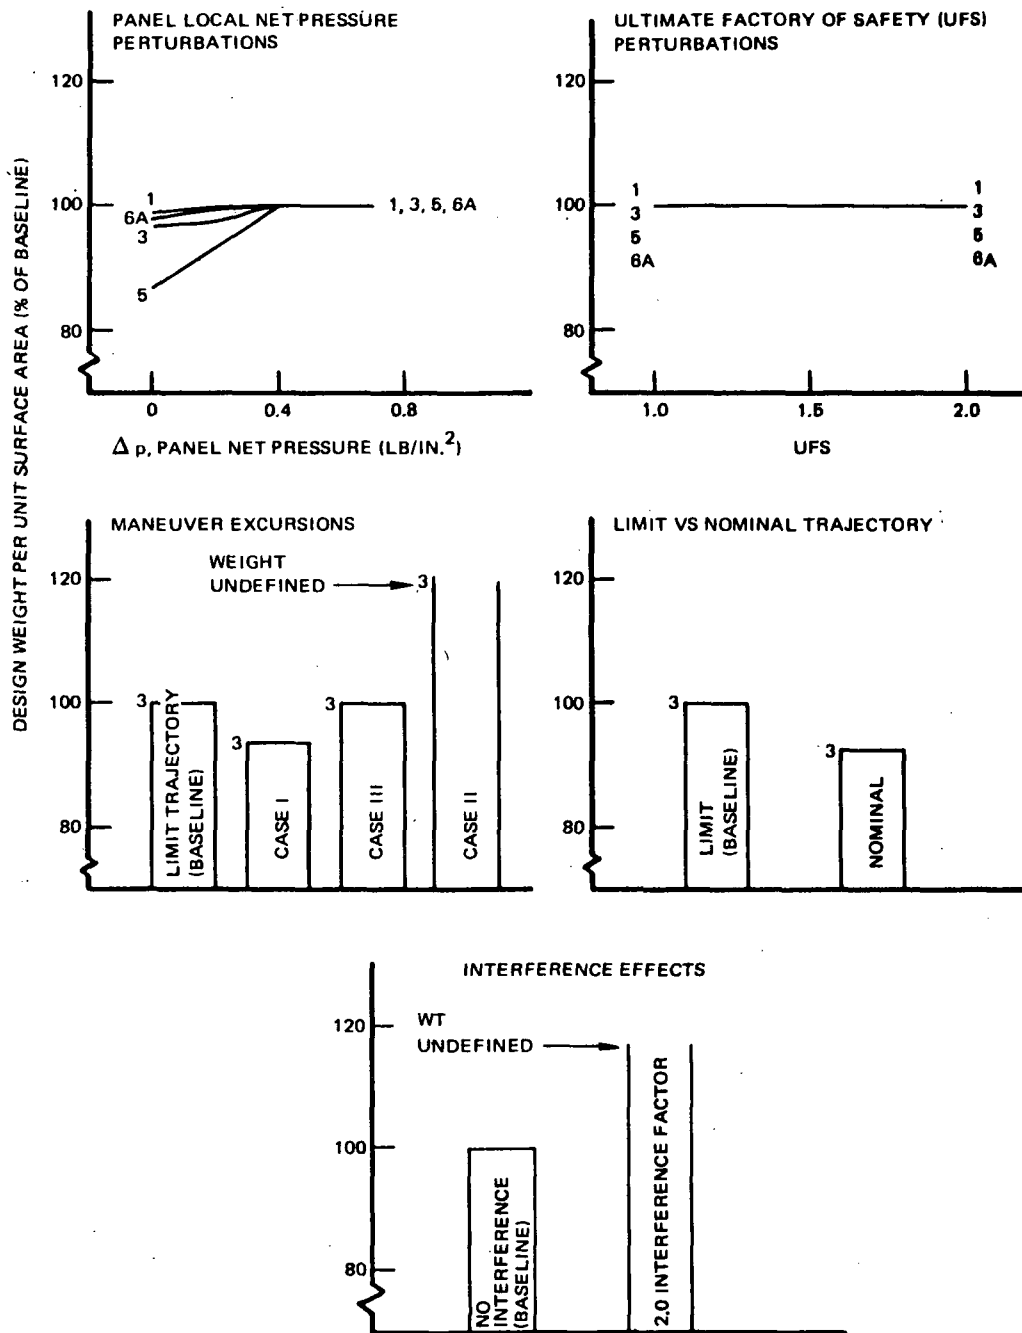 PANEL LOCAL NET PRESSURE
PERTURBATIONS
120
100
80
1
6A
3
5
1, 3, 5, 6A
0
0.4
0.8
Δ p, PANEL NET PRESSURE (LB/IN.²)
DESIGN WEIGHT PER UNIT SURFACE AREA (% OF BASELINE)
ULTIMATE FACTORY OF SAFETY (UFS)
PERTURBATIONS
120
100
80
1
3
5
6A
1
3
5
6A
1.0
1.5
2.0
UFS
MANEUVER EXCURSIONS
WEIGHT
UNDEFINED
3
120
100
80
3
LIMIT TRAJECTORY
(BASELINE)
3
CASE I
3
CASE III
CASE II
LIMIT VS NOMINAL TRAJECTORY
120
100
80
3
LIMIT
(BASELINE)
3
NOMINAL
INTERFERENCE EFFECTS
WT
UNDEFINED
120
100
80
NO
INTERFERENCE
(BASELINE)
2.0 INTERFERENCE FACTOR